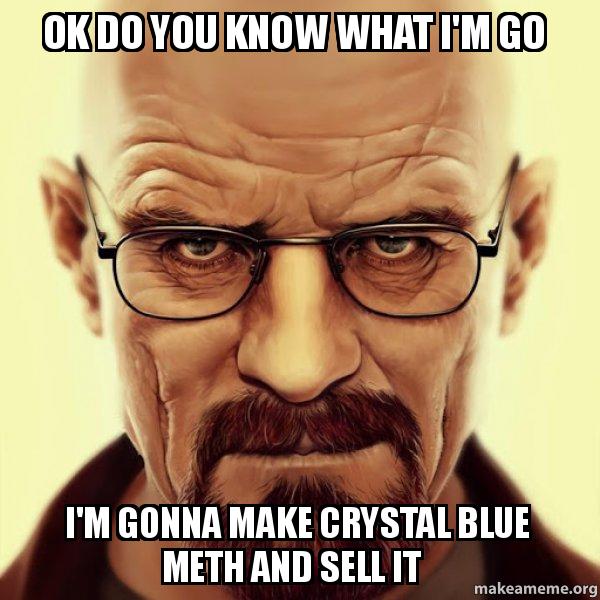 OK DO YOU KNOW WHAT I'M GO
I'M GONNA MAKE CRYSTAL BLUE
METH AND SELL IT
makeameme.org